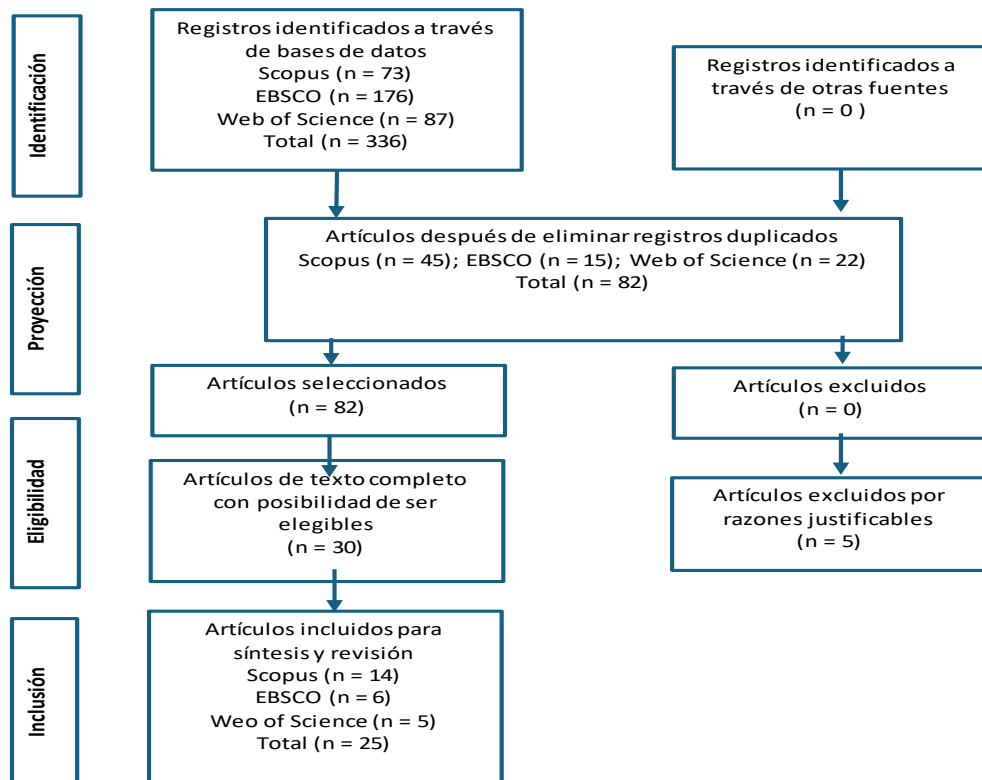 Identificación
Registros identificados a través
de bases de datos
Scopus (n = 73)
EBSCO (n = 176)
Web of Science (n = 87)
Total (n = 336)
Registros identificados a
través de otras fuentes
(n = 0 )
Proyección
Artículos después de eliminar registros duplicados
Scopus (n = 45); EBSCO (n = 15); Web of Science (n = 22)
Total (n = 82)
Artículos seleccionados
(n = 82)
Artículos excluidos
(n = 0)
Eligibilidad
Artículos de texto completo
con posibilidad de ser
elegibles
(n = 30)
Artículos excluidos por
razones justificables
(n = 5)
Inclusión
Artículos incluidos para
síntesis y revisión
Scopus (n = 14)
EBSCO (n = 6)
Weo of Science (n = 5)
Total (n = 25)